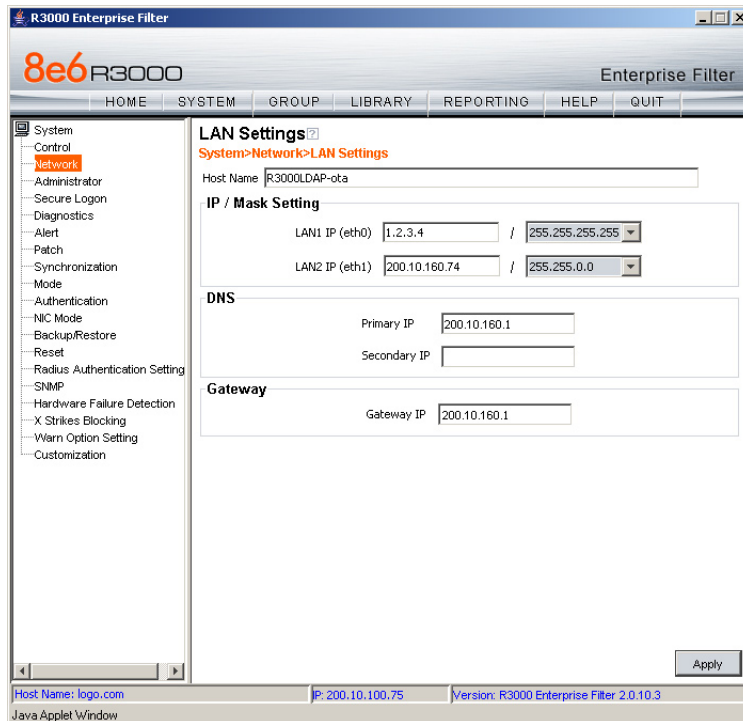 R3000 Enterprise Filter
8e6 R3000
Enterprise Filter
HOME SYSTEM GROUP LIBRARY REPORTING HELP QUIT
System
Control
Network
Administrator
Secure Logon
Diagnostics
Alert
Patch
Synchronization
Mode
Authentication
NIC Mode
Backup/Restore
Reset
Radius Authentication Setting
SNMP
Hardware Failure Detection
X Strikes Blocking
Warn Option Setting
Customization
LAN Settings ?
System>Network>LAN Settings
Host Name R3000LDAP-ota
IP / Mask Setting
LAN1 IP (eth0) 1.2.3.4 / 255.255.255.255
LAN2 IP (eth1) 200.10.160.74 / 255.255.0.0
DNS
Primary IP 200.10.160.1
Secondary IP
Gateway
Gateway IP 200.10.160.1
Apply
Host Name: logo.com IP: 200.10.100.75 Version: R3000 Enterprise Filter 2.0.10.3
Java Applet Window